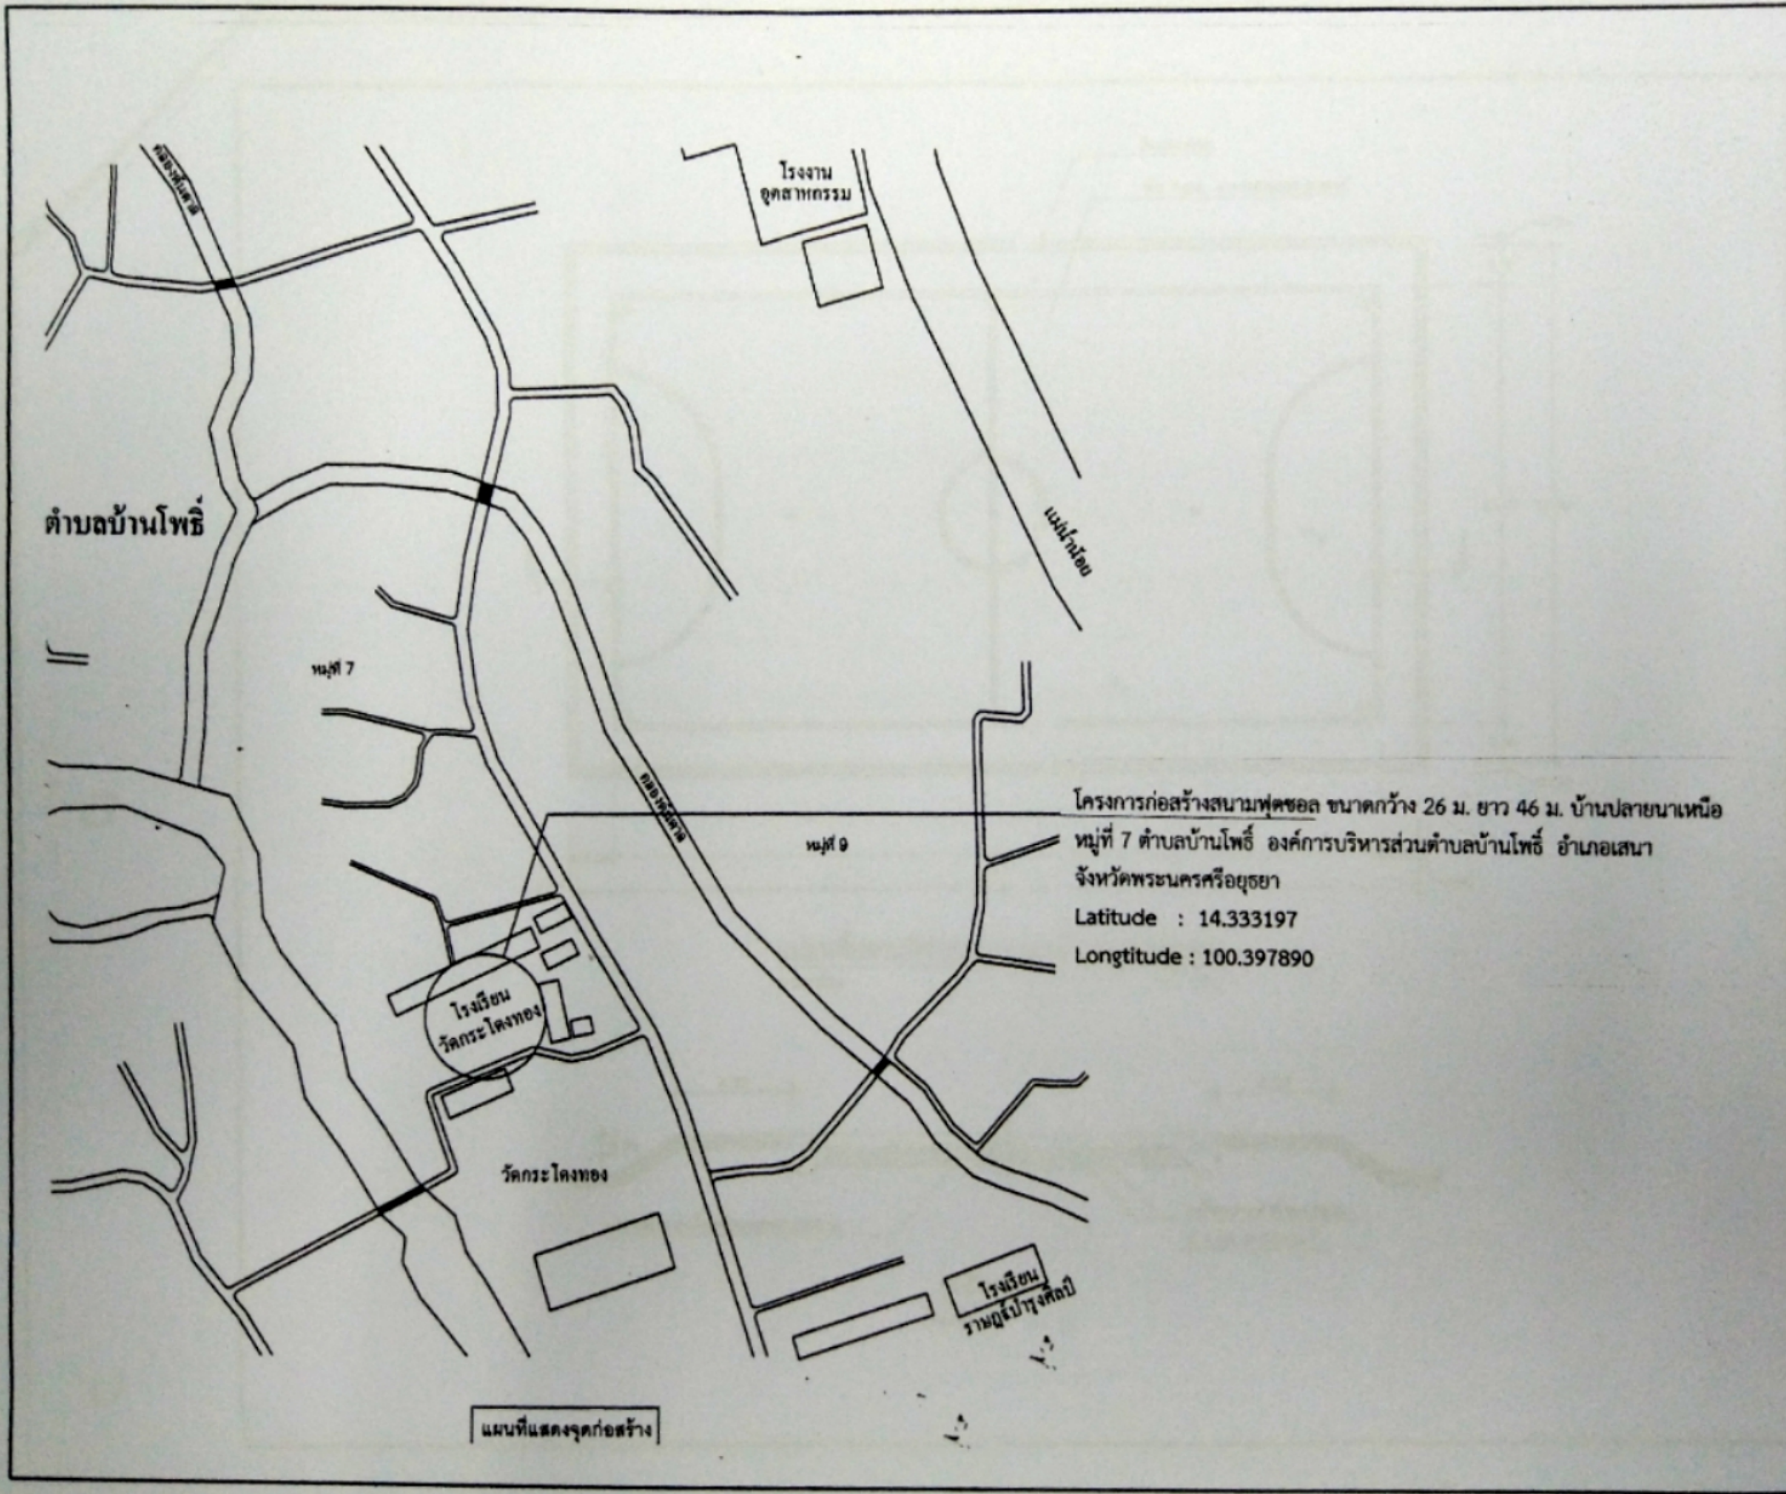 คลองหันตาลี
โรงงาน
อุตสาหกรรม
ตำบลบ้านโพธิ์
แม่น้ำน้อย
หมู่ที่ 7
หมู่ที่ 9
โครงการก่อสร้างสนามฟุตซอล ขนาดกว้าง 26 ม. ยาว 46 ม. บ้านปลายนาเหนือ
หมู่ที่ 7 ตำบลบ้านโพธิ์ องค์การบริหารส่วนตำบลบ้านโพธิ์ อำเภอเสนา
จังหวัดพระนครศรีอยุธยา
Latitude : 14.333197
Longtitude : 100.397890
โรงเรียน
วัดกระโดงทอง
วัดกระโดงทอง
โรงเรียน
ราษฎร์บำรุงศิลป์
แผนที่แสดงจุดก่อสร้าง